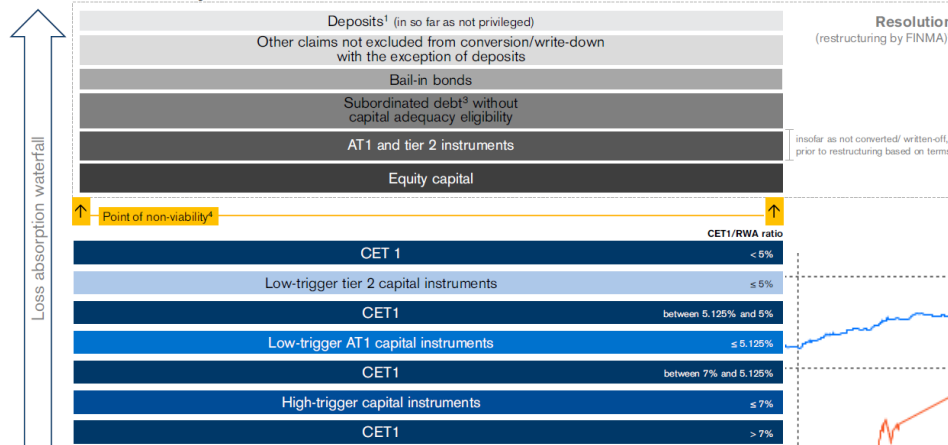 Deposits¹ (in so far as not privileged)
Resolution
(restructuring by FINMA)
Other claims not excluded from conversion/write-down
with the exception of deposits
Bail-in bonds
Subordinated debt³ without
capital adequacy eligibility
AT1 and tier 2 instruments
insofar as not converted/ written-off,
prior to restructuring based on terms
Equity capital
Loss absorption waterfall
Point of non-viability⁴
CET1/RWA ratio
CET 1 < 5%
Low-trigger tier 2 capital instruments ≤ 5%
CET1 between 5.125% and 5%
Low-trigger AT1 capital instruments ≤ 5.125%
CET1 between 7% and 5.125%
High-trigger capital instruments ≤ 7%
CET1 > 7%